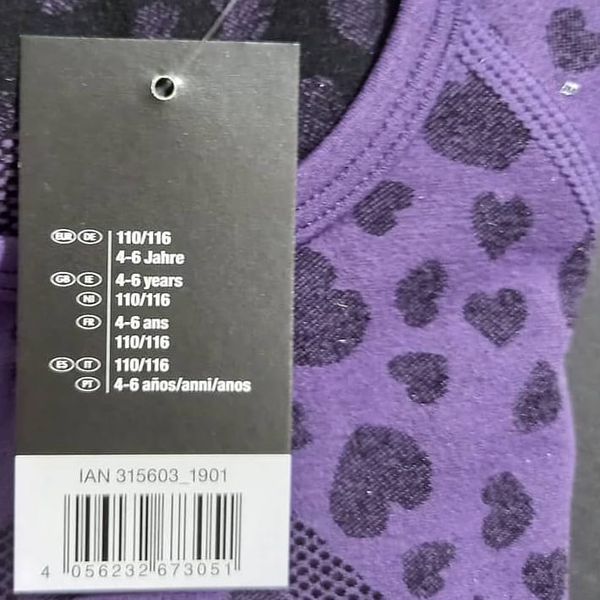 EUR DE 110/116
4-6 Jahre
GB IE 4-6 years
NI 110/116
FR 4-6 ans
110/116
ES IT 110/116
PT 4-6 años/anni/anos
IAN 315603_1901
4 056232 673051